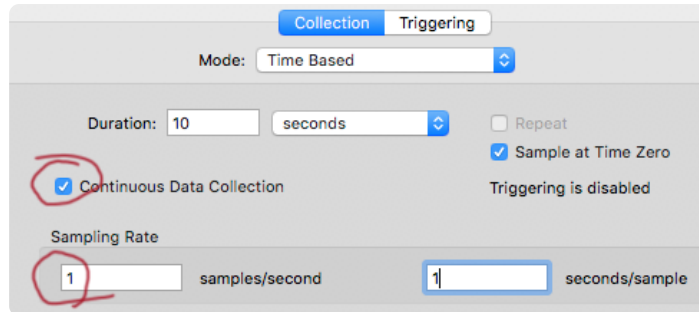 Collection Triggering
Mode: Time Based
Duration: 10 seconds
Repeat
Sample at Time Zero
Continuous Data Collection
Triggering is disabled
Sampling Rate
1 samples/second 1 seconds/sample